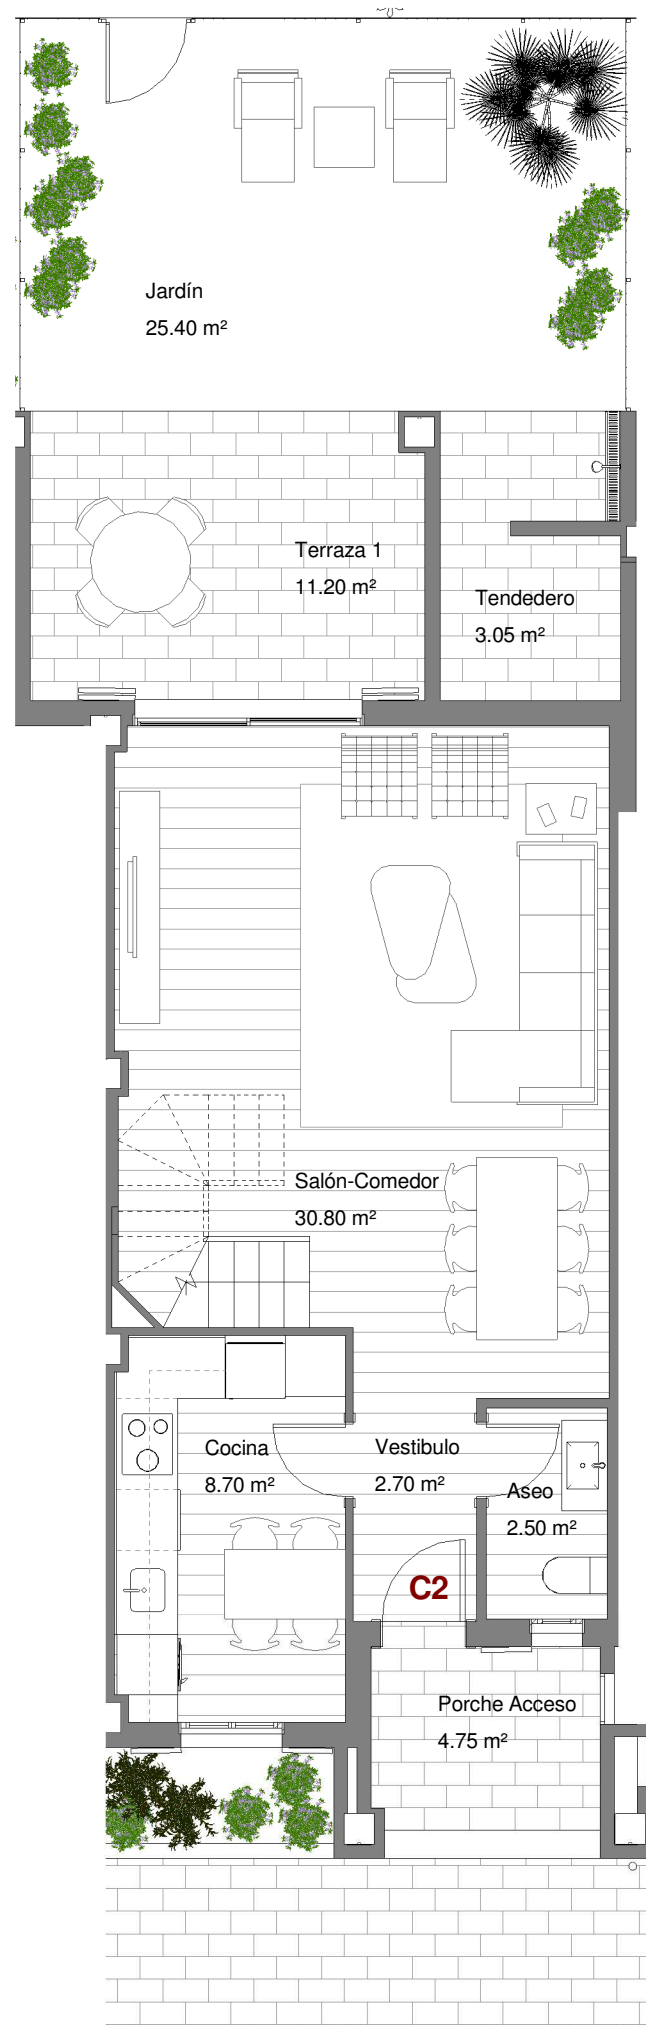 Jardín
25.40 m²
Terraza 1
11.20 m²
Tendedero
3.05 m²
Salón-Comedor
30.80 m²
Cocina
8.70 m²
Vestibulo
2.70 m²
Aseo
2.50 m²
C2
Porche Acceso
4.75 m²